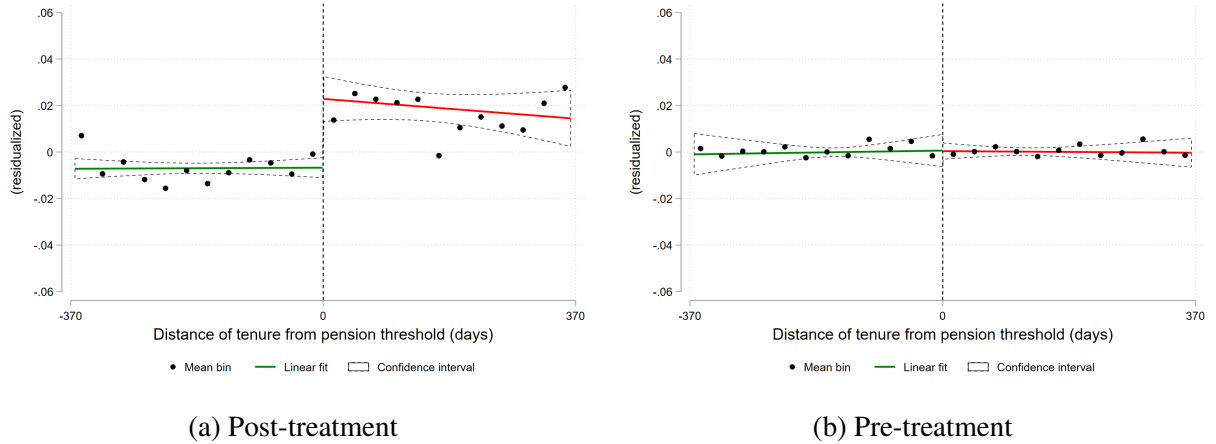 .06
.04
.02
0
-.02
-.04
-.06
(residualized)
-370
0
370
Distance of tenure from pension threshold (days)
Mean bin
Linear fit
Confidence interval
(a) Post-treatment
.06
.04
.02
0
-.02
-.04
-.06
(residualized)
-370
0
370
Distance of tenure from pension threshold (days)
Mean bin
Linear fit
Confidence interval
(b) Pre-treatment